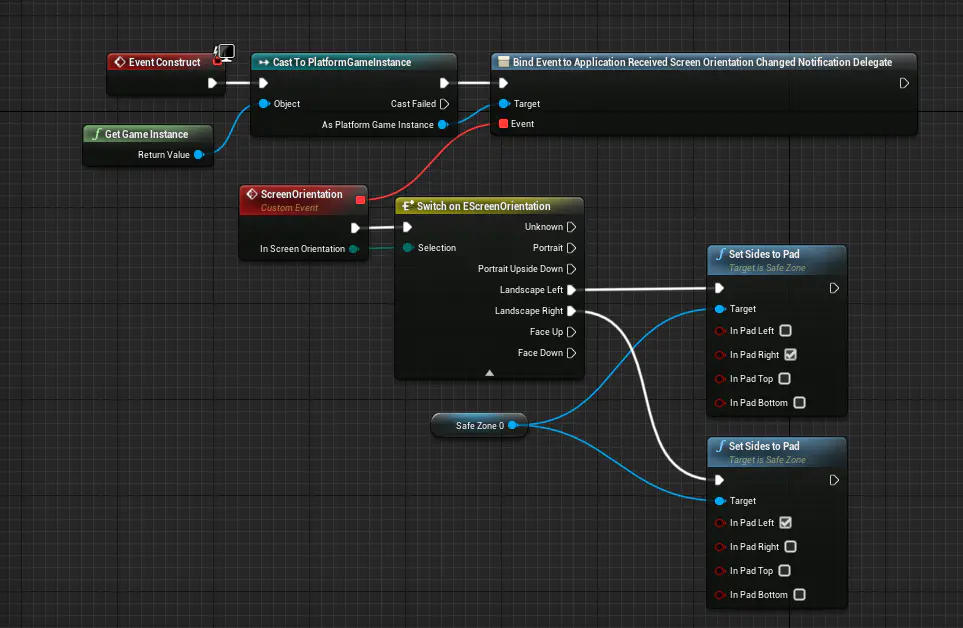 Event Construct
Cast To PlatformGameInstance
Object
Cast Failed
As Platform Game Instance
Bind Event to Application Received Screen Orientation Changed Notification Delegate
Target
Event
Get Game Instance
Return Value
ScreenOrientation
Custom Event
In Screen Orientation
Switch on EScreenOrientation
Selection
Unknown
Portrait
Portrait Upside Down
Landscape Left
Landscape Right
Face Up
Face Down
Safe Zone 0
Set Sides to Pad
Target is Safe Zone
Target
In Pad Left
In Pad Right
In Pad Top
In Pad Bottom
Set Sides to Pad
Target is Safe Zone
Target
In Pad Left
In Pad Right
In Pad Top
In Pad Bottom